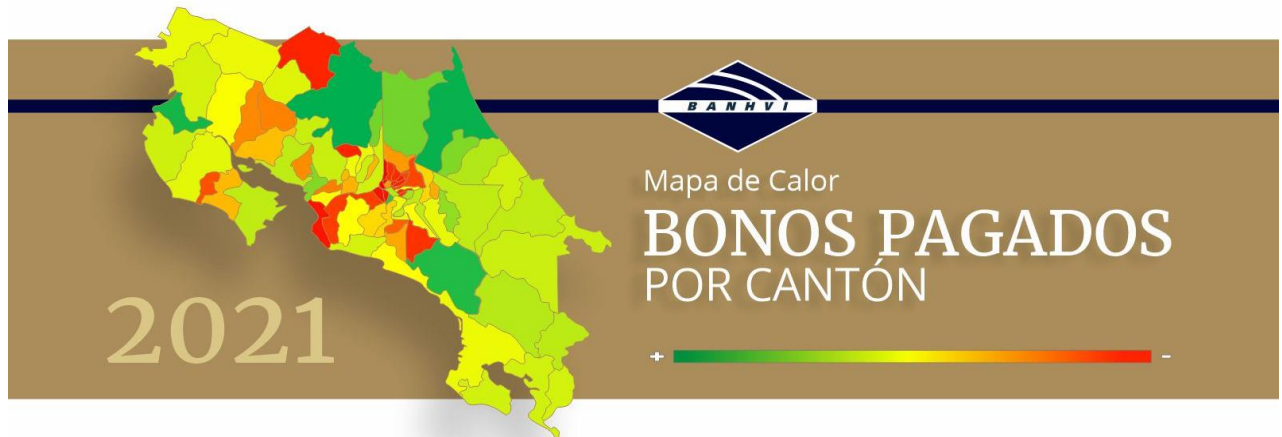 BANHVI
Mapa de Calor
BONOS PAGADOS
POR CANTÓN
2021
+ -